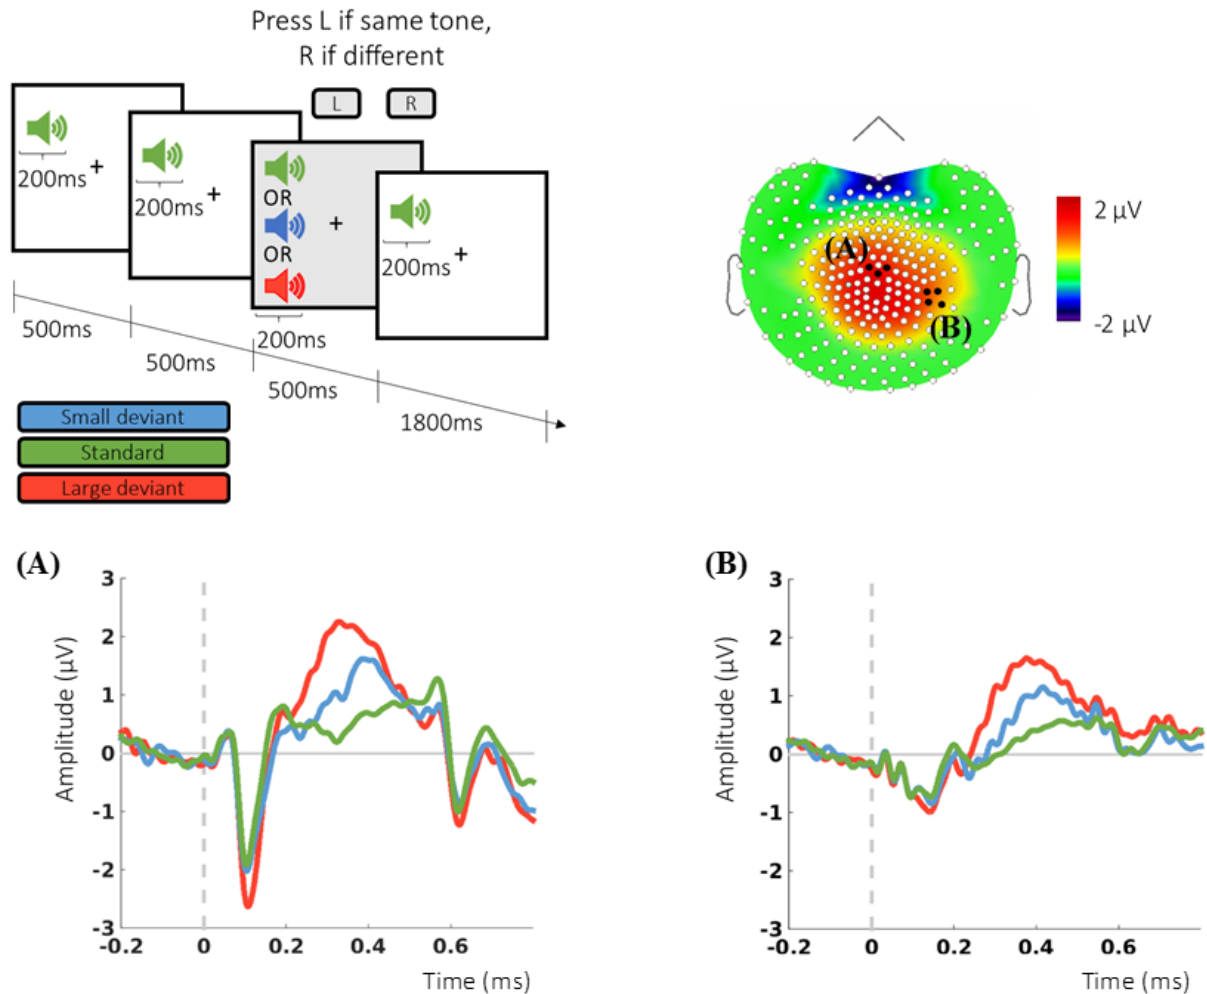 Press L if same tone,
R if different
L R
200ms +
200ms +
OR
+
OR
200ms
200ms +
500ms
500ms
500ms
1800ms
Small deviant
Standard
Large deviant
(A)
(B)
2 µV
-2 µV
(A)
3
2
1
0
-1
-2
-3
Amplitude (µV)
-0.2 0 0.2 0.4 0.6
Time (ms)
(B)
3
2
1
0
-1
-2
-3
Amplitude (µV)
-0.2 0 0.2 0.4 0.6
Time (ms)